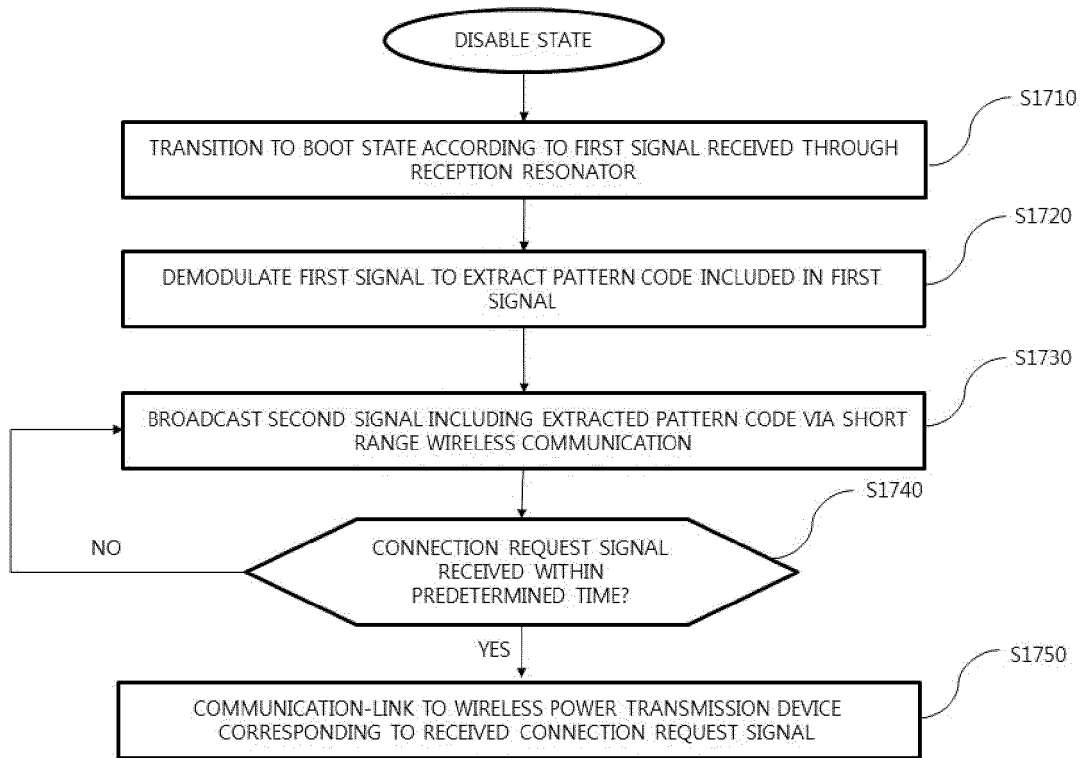 DISABLE STATE
S1710
TRANSITION TO BOOT STATE ACCORDING TO FIRST SIGNAL RECEIVED THROUGH
RECEPTION RESONATOR
S1720
DEMODULATE FIRST SIGNAL TO EXTRACT PATTERN CODE INCLUDED IN FIRST
SIGNAL
S1730
BROADCAST SECOND SIGNAL INCLUDING EXTRACTED PATTERN CODE VIA SHORT
RANGE WIRELESS COMMUNICATION
S1740
NO
CONNECTION REQUEST SIGNAL
RECEIVED WITHIN
PREDETERMINED TIME?
YES
S1750
COMMUNICATION-LINK TO WIRELESS POWER TRANSMISSION DEVICE
CORRESPONDING TO RECEIVED CONNECTION REQUEST SIGNAL